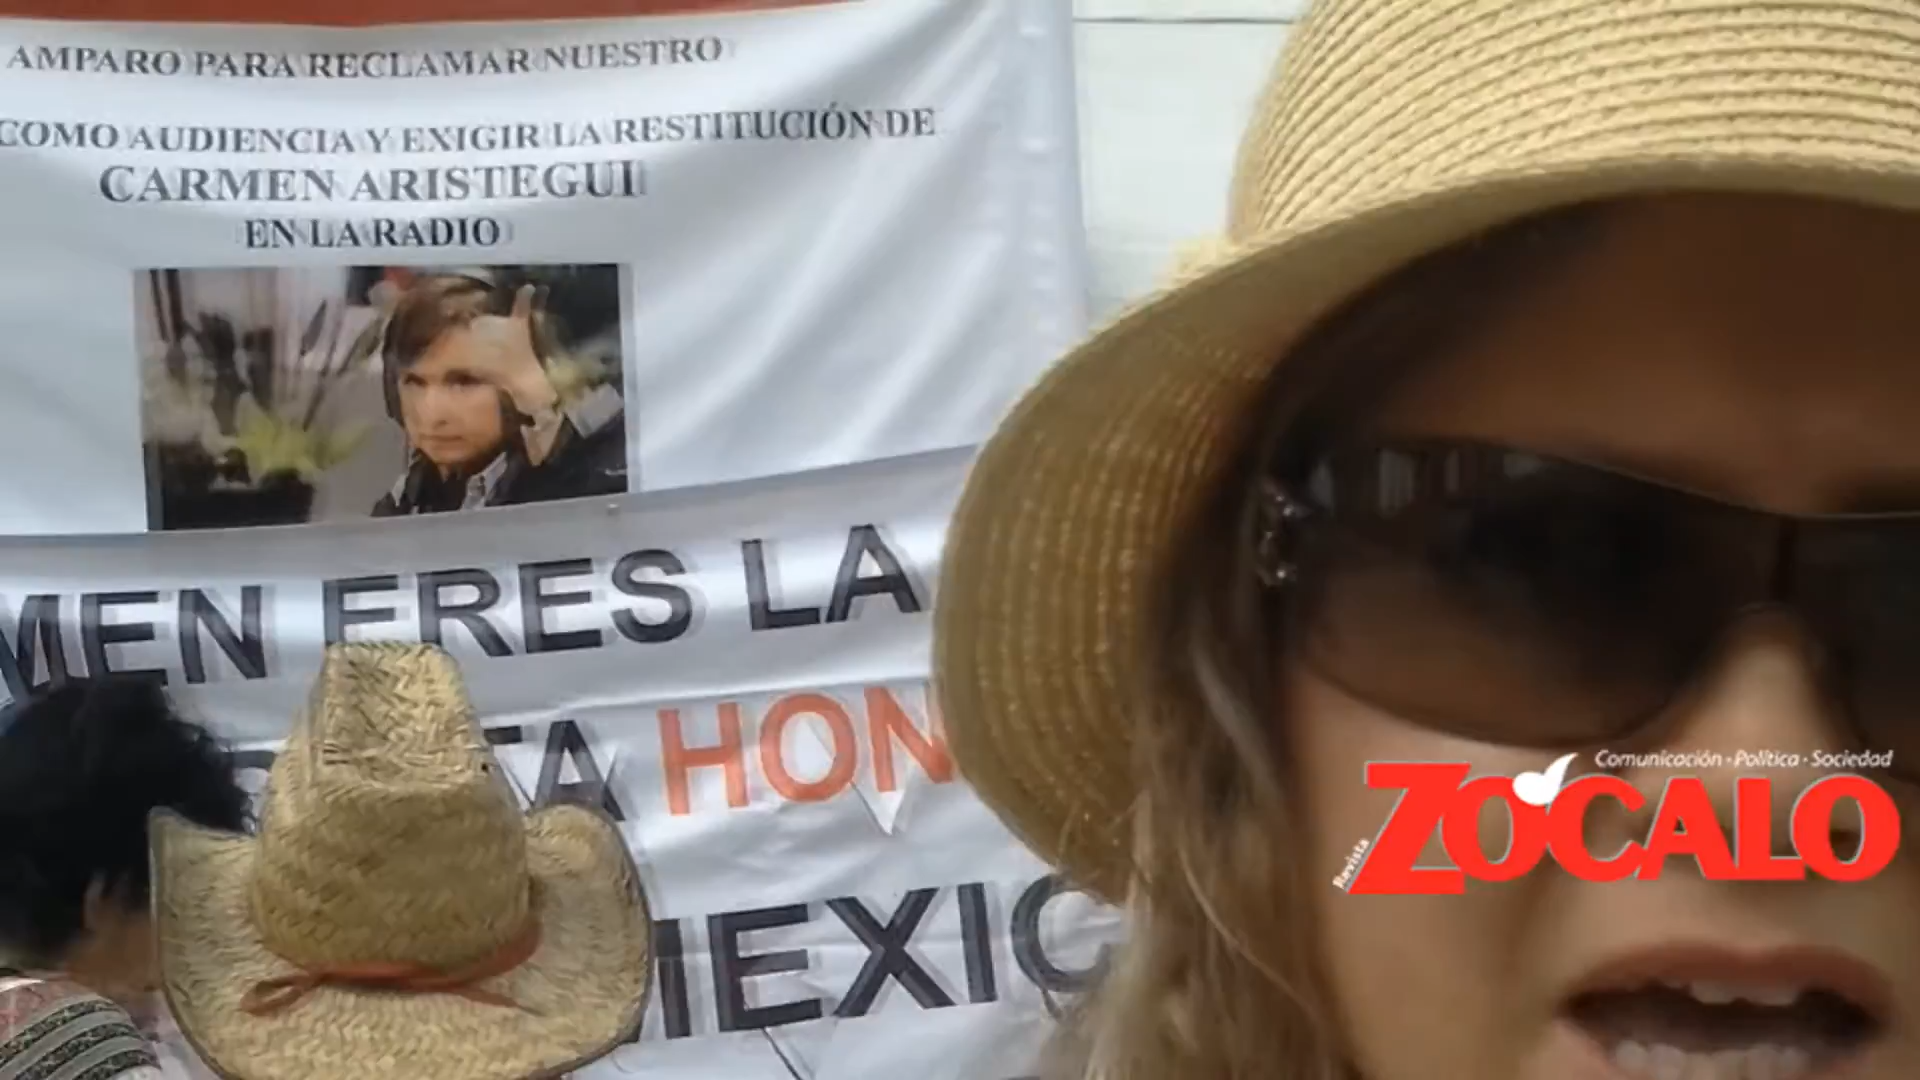 AMPARO PARA RECLAMAR NUESTRO
COMO AUDIENCIA Y EXIGIR LA RESTITUCIÓN DE
CARMEN ARISTEGUI
EN LA RADIO
MEN ERES LA
TA HON
MEXIC
Comunicación · Política · Sociedad
Revista
ZÓCALO